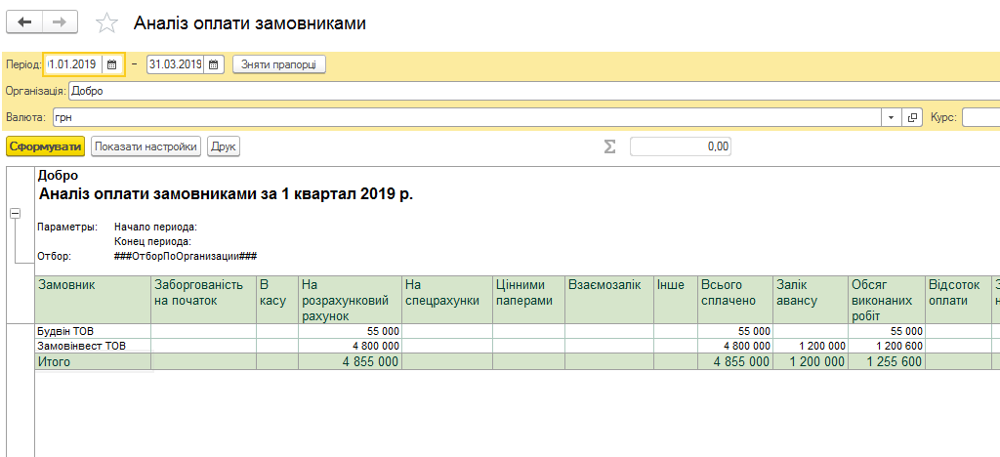 Аналіз оплати замовниками
Період: 01.01.2019 – 31.03.2019 Зняти прапорці
Організація: Добро
Валюта: грн Курс:
Сформувати Показати настройки Друк Σ 0,00
Добро
Аналіз оплати замовниками за 1 квартал 2019 р.
Параметры: Начало периода:
Конец периода:
Отбор: ###ОтборПоОрганизации###
Замовник Заборгованість В На На Цінними Взаємозалік Інше Всього Залік Обсяг Відсоток З
на початок касу розрахунковий спецрахунки паперами сплачено авансу виконаних оплати н
рахунок робіт
Будвін ТОВ 55 000 55 000 55 000
Замовінвест ТОВ 4 800 000 4 800 000 1 200 000 1 200 600
Итого 4 855 000 4 855 000 1 200 000 1 255 600